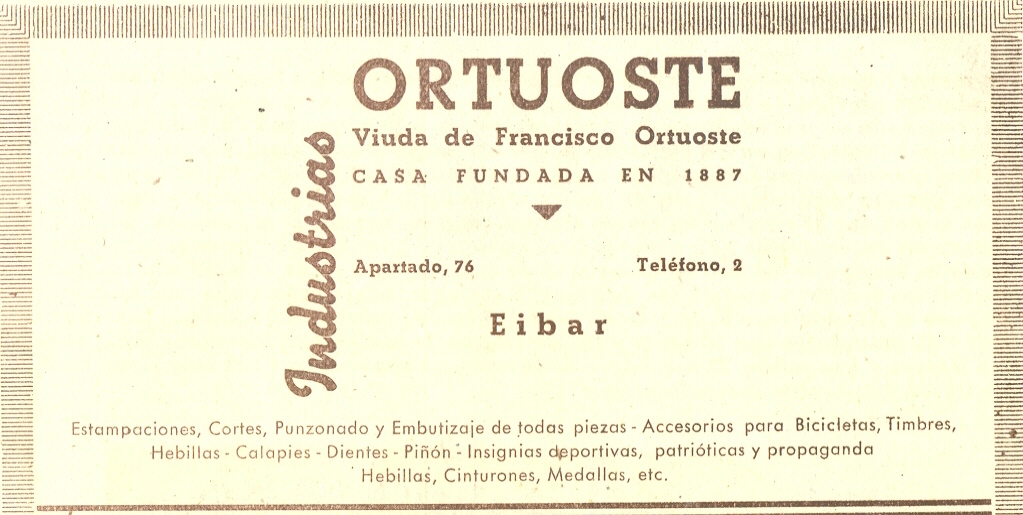 Industrias
ORTUOSTE
Viuda de Francisco Ortuoste
CASA FUNDADA EN 1887
Apartado, 76 Teléfono, 2
Eibar
Estampaciones, Cortes, Punzonado y Embutizaje de todas piezas - Accesorios para Bicicletas, Timbres,
Hebillas - Calapies - Dientes - Piñón - Insignias deportivas, patrióticas y propaganda
Hebillas, Cinturones, Medallas, etc.